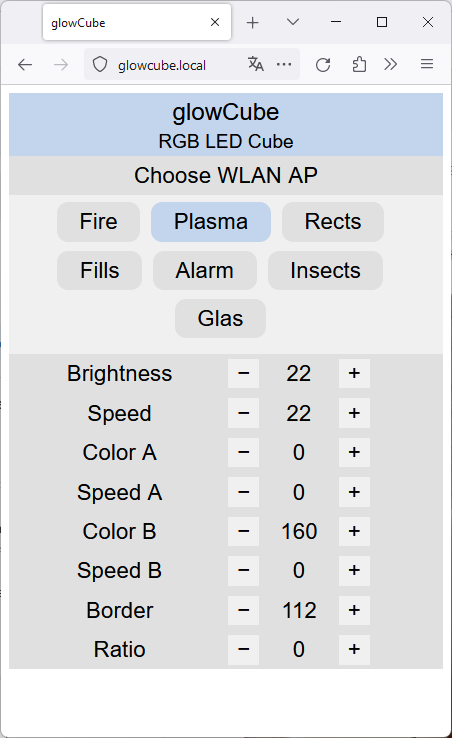 glowCube
glowcube.local
glowCube
RGB LED Cube
Choose WLAN AP
Fire Plasma Rects
Fills Alarm Insects
Glas
Brightness − 22 +
Speed − 22 +
Color A − 0 +
Speed A − 0 +
Color B − 160 +
Speed B − 0 +
Border − 112 +
Ratio − 0 +